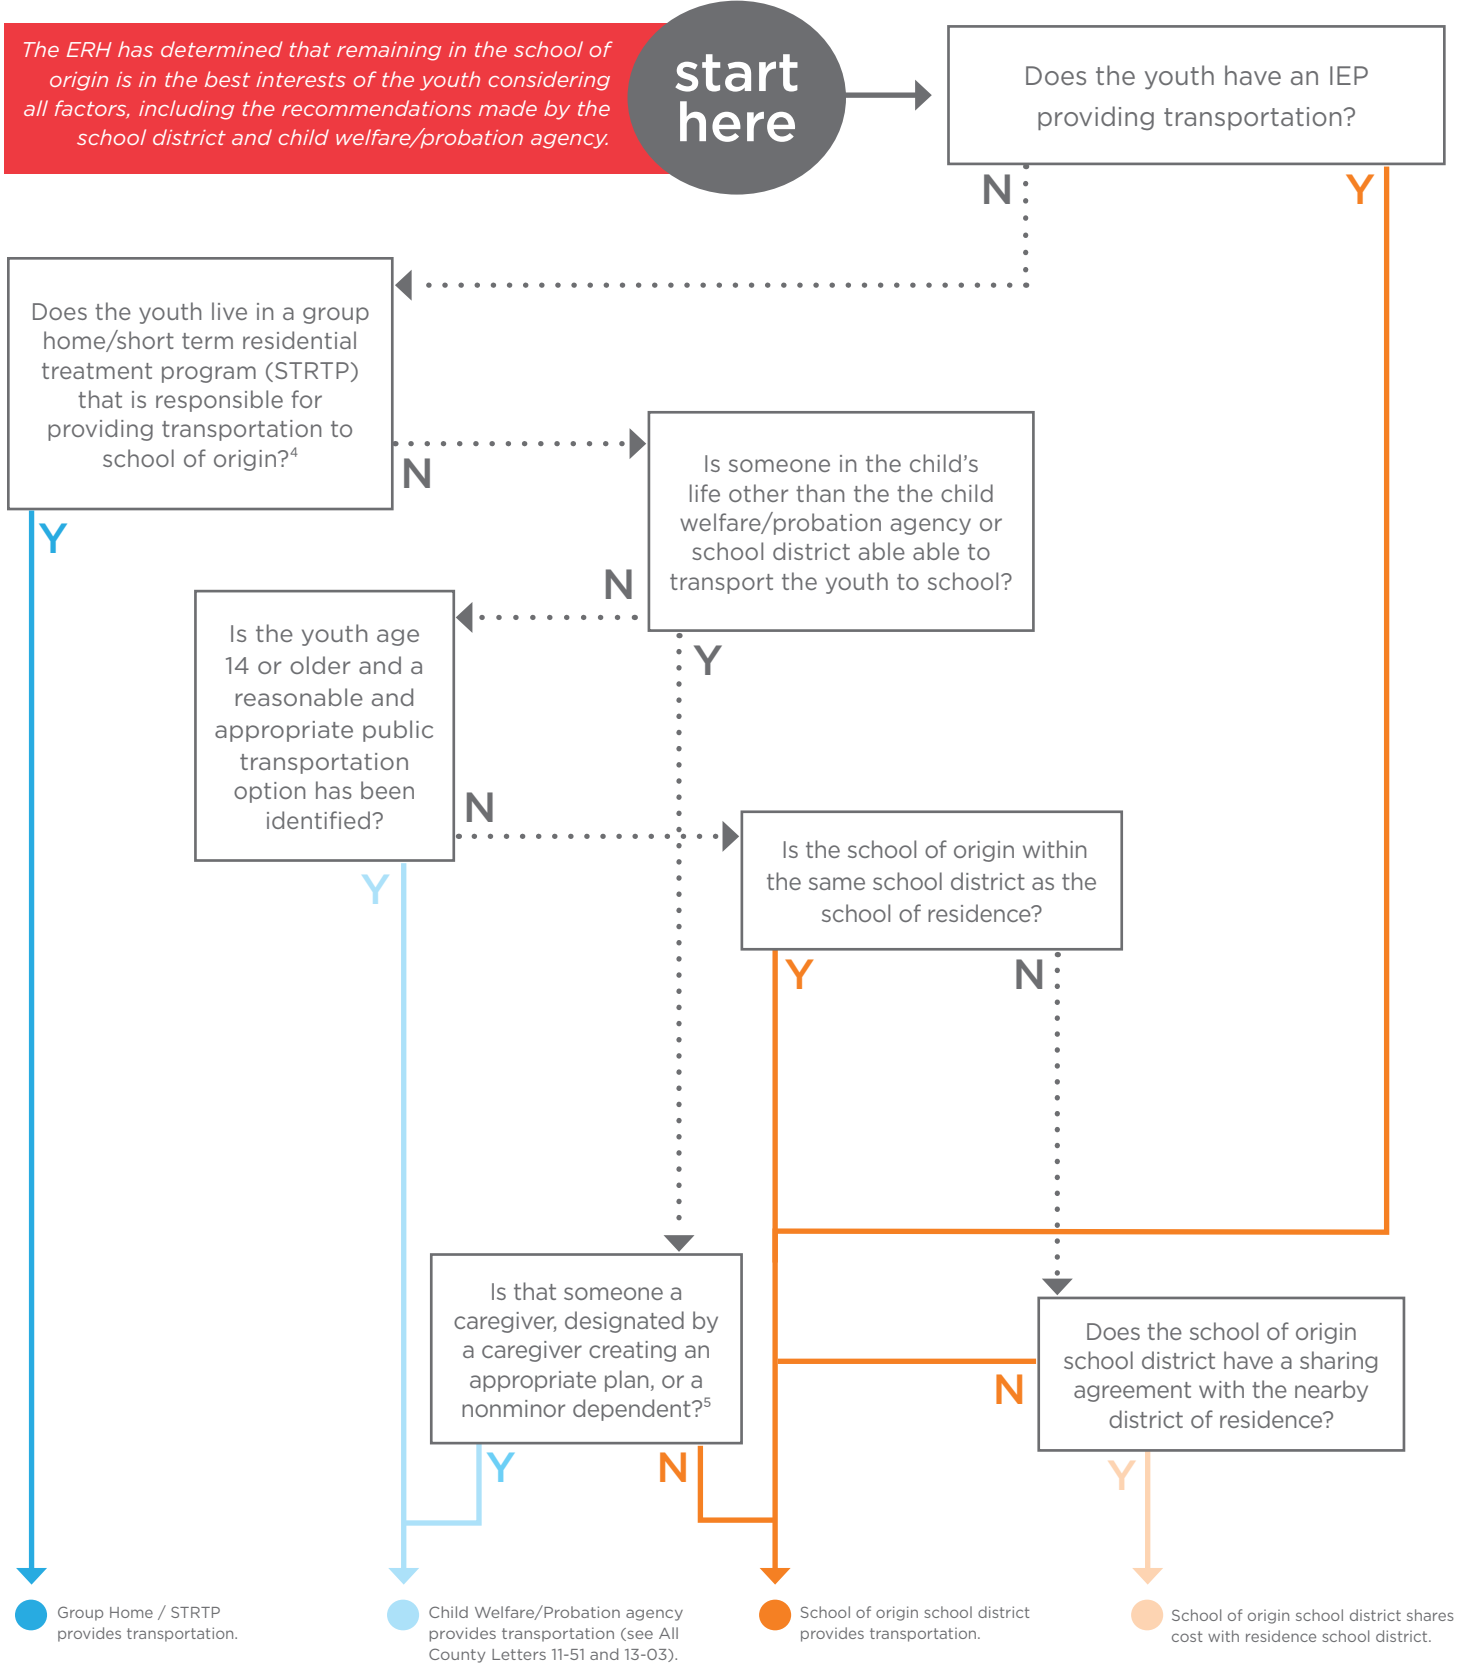 The ERH has determined that remaining in the school of
origin is in the best interests of the youth considering
all factors, including the recommendations made by the
school district and child welfare/probation agency.
start
here
Does the youth have an IEP
providing transportation?
N
Y
Does the youth live in a group
home/short term residential
treatment program (STRTP)
that is responsible for
providing transportation to
school of origin?4
N
Y
Is someone in the child's
life other than the the child
welfare/probation agency or
school district able able to
transport the youth to school?
N
Y
Is the youth age
14 or older and a
reasonable and
appropriate public
transportation
option has been
identified?
N
Y
Is the school of origin within
the same school district as the
school of residence?
Y
N
Is that someone a
caregiver, designated by
a caregiver creating an
appropriate plan, or a
nonminor dependent?5
Y
N
Does the school of origin
school district have a sharing
agreement with the nearby
district of residence?
N
Y
Group Home / STRTP
provides transportation.
Child Welfare/Probation agency
provides transportation (see All
County Letters 11-51 and 13-03).
School of origin school district
provides transportation.
School of origin school district shares
cost with residence school district.